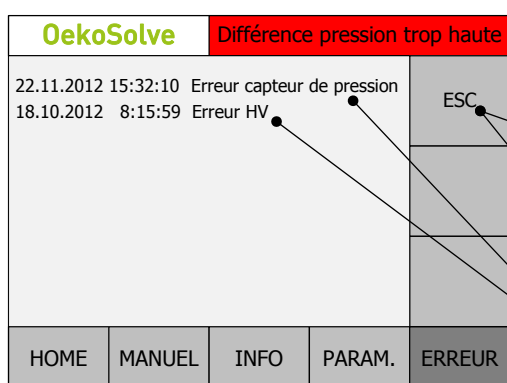 OekoSolve Différence pression trop haute
22.11.2012 15:32:10 Erreur capteur de pression
18.10.2012 8:15:59 Erreur HV
ESC
HOME MANUEL INFO PARAM. ERREUR